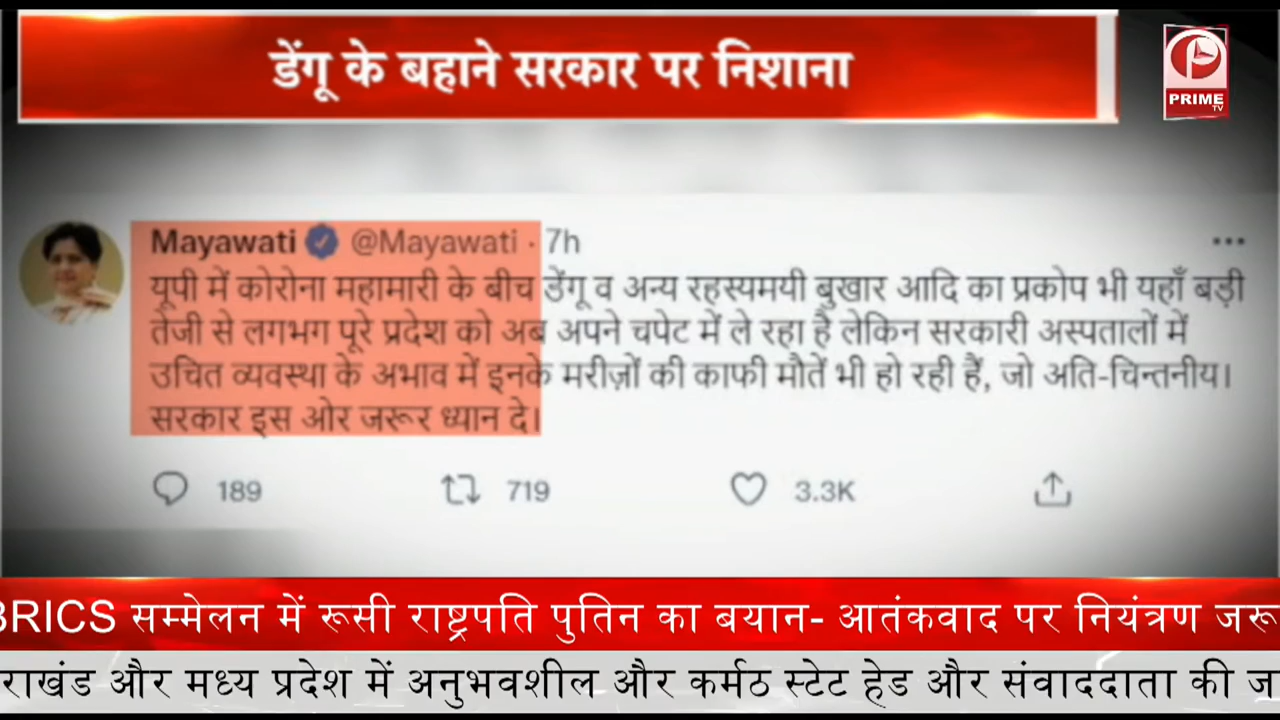 डेंगू के बहाने सरकार पर निशाना
PRIME
TV
Mayawati @Mayawati · 7h
यूपी में कोरोना महामारी के बीच डेंगू व अन्य रहस्यमयी बुखार आदि का प्रकोप भी यहाँ बड़ी
तेजी से लगभग पूरे प्रदेश को अब अपने चपेट में ले रहा है लेकिन सरकारी अस्पतालों में
उचित व्यवस्था के अभाव में इनके मरीज़ों की काफी मौतें भी हो रही हैं, जो अति-चिन्तनीय।
सरकार इस ओर जरूर ध्यान दे।
189 719 3.3K
BRICS सम्मेलन में रूसी राष्ट्रपति पुतिन का बयान- आतंकवाद पर नियंत्रण जरू
राखंड और मध्य प्रदेश में अनुभवशील और कर्मठ स्टेट हेड और संवाददाता की ज